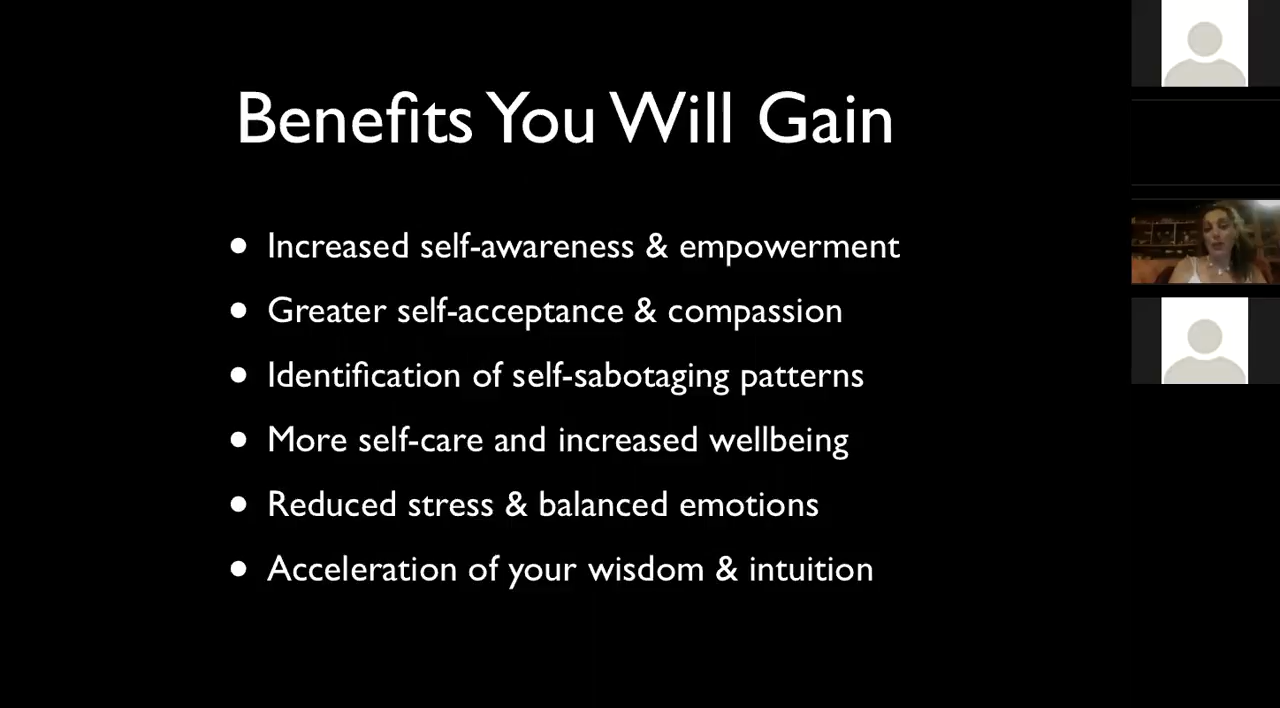 Benefits You Will Gain
• Increased self-awareness & empowerment
• Greater self-acceptance & compassion
• Identification of self-sabotaging patterns
• More self-care and increased wellbeing
• Reduced stress & balanced emotions
• Acceleration of your wisdom & intuition